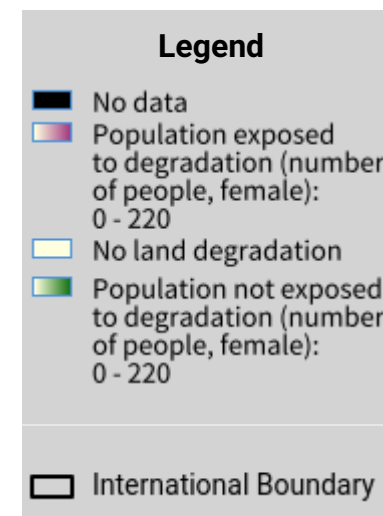 Legend
No data
Population exposed
to degradation (number
of people, female):
0 - 220
No land degradation
Population not exposed
to degradation (number
of people, female):
0 - 220
International Boundary